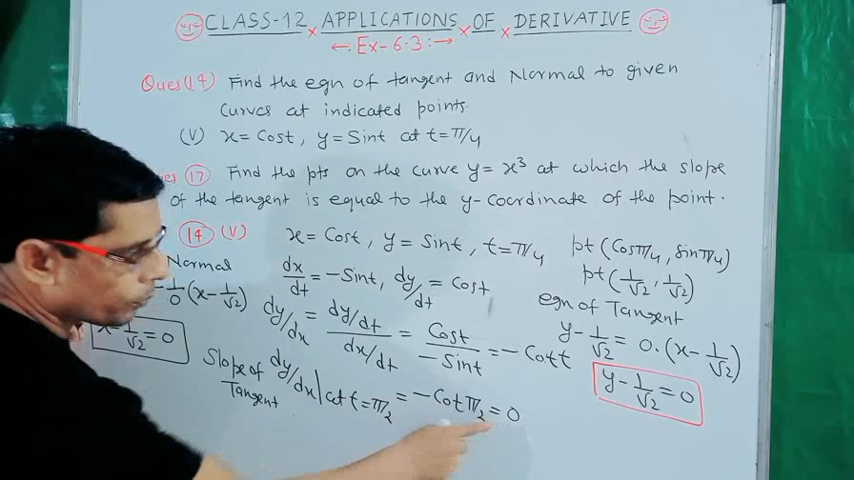 CLASS-12 x APPLICATIONS x OF x DERIVATIVE
← Ex-6.3:→
Ques(14) Find the eqn of tangent and Normal to given
Curves at indicated points.
(V) x = Cost, y = Sint at t = π/4
17 Find the pts on the curve y = x³ at which the slope
of the tangent is equal to the y-coordinate of the point.
14 (V) x = Cost, y = Sint, t = π/4 pt (Cosπ/4, sinπ/4)
pt (1/√2, 1/√2)
Normal
1/0 (x - 1/√2)
x - 1/√2 = 0
dx/dt = -Sint, dy/dt = Cost
dy/dx = dy/dt / dx/dt = Cost / -Sint = -Cott
Slope of Tangent dy/dx | at t = π/2 = -Cotπ/2 = 0
eqn of Tangent
y - 1/√2 = 0.(x - 1/√2)
y - 1/√2 = 0